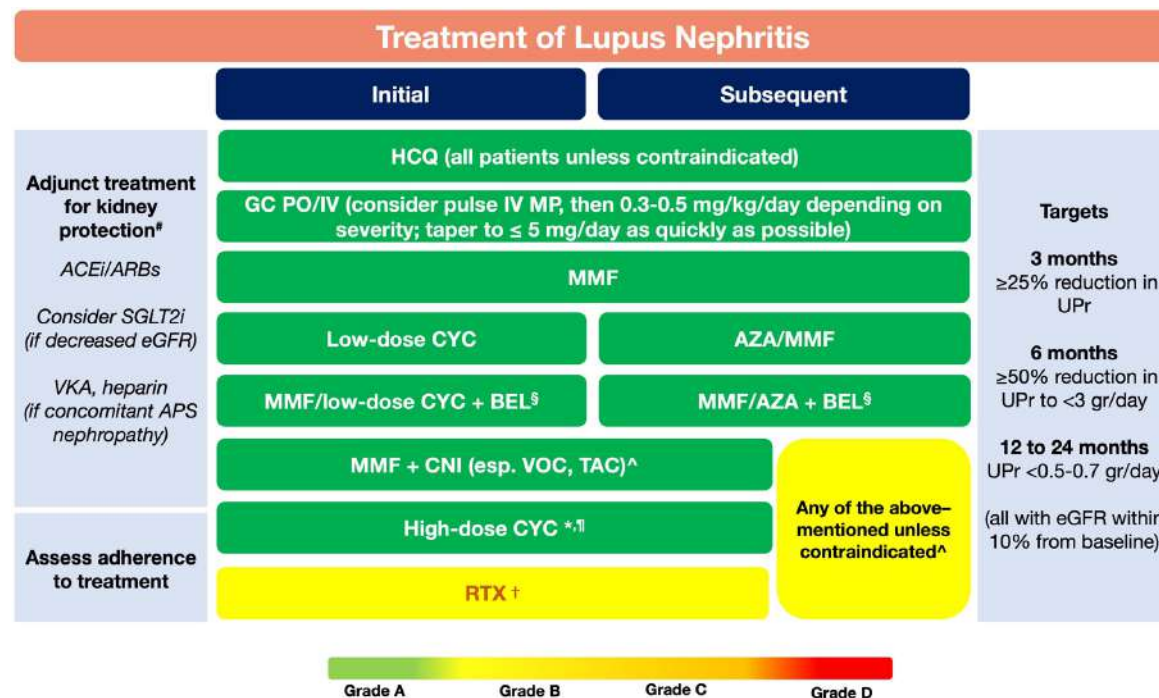 Treatment of Lupus Nephritis
Initial
Subsequent
Adjunct treatment
for kidney
protection#
ACEi/ARBs
Consider SGLT2i
(if decreased eGFR)
VKA, heparin
(if concomitant APS
nephropathy)
Assess adherence
to treatment
HCQ (all patients unless contraindicated)
GC PO/IV (consider pulse IV MP, then 0.3-0.5 mg/kg/day depending on
severity; taper to ≤ 5 mg/day as quickly as possible)
MMF
Low-dose CYC
AZA/MMF
MMF/low-dose CYC + BEL§
MMF/AZA + BEL§
MMF + CNI (esp. VOC, TAC)^
High-dose CYC *,¶
RTX †
Any of the above–
mentioned unless
contraindicated^
Targets
3 months
≥25% reduction in
UPr
6 months
≥50% reduction in
UPr to <3 gr/day
12 to 24 months
UPr <0.5-0.7 gr/day
(all with eGFR within
10% from baseline)
Grade A
Grade B
Grade C
Grade D